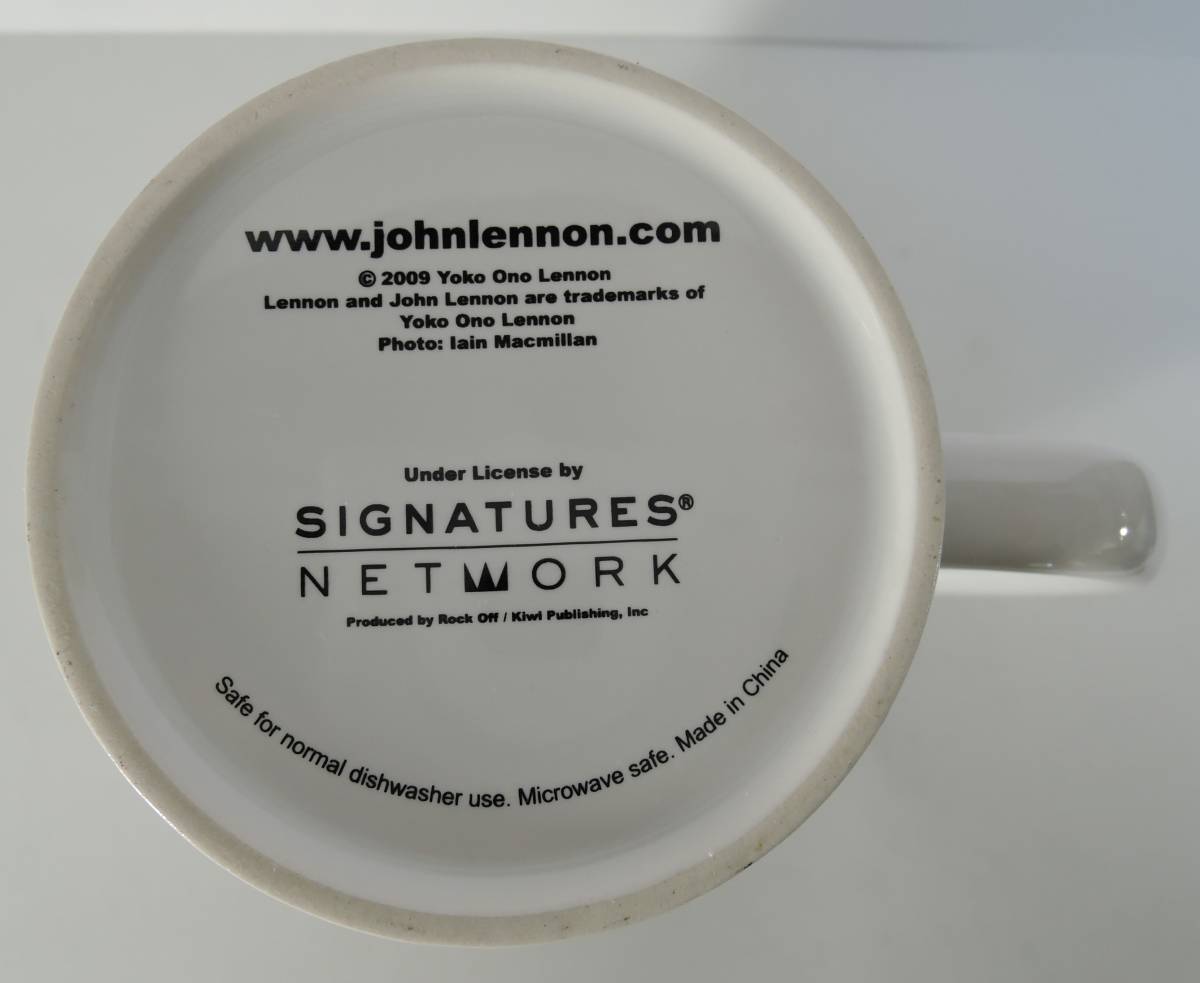 www.johnlennon.com
© 2009 Yoko Ono Lennon
Lennon and John Lennon are trademarks of
Yoko Ono Lennon
Photo: Iain Macmillan
Under License by
SIGNATURES®
NETWORK
Produced by Rock Off / Kiwi Publishing, Inc
Safe for normal dishwasher use. Microwave safe. Made in China